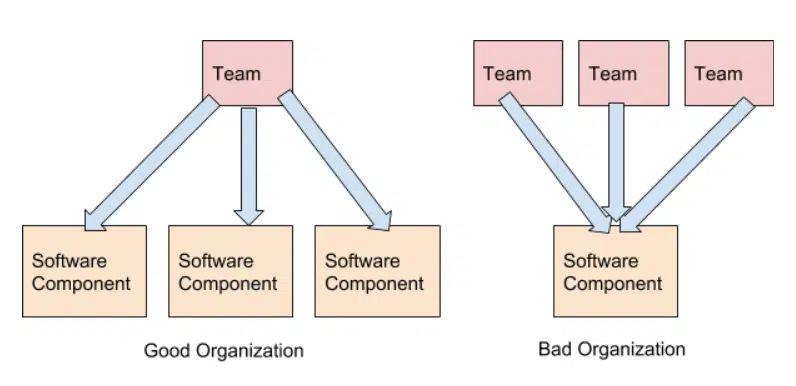 Team
Team
Team
Team
Software
Component
Software
Component
Software
Component
Software
Component
Good Organization
Bad Organization